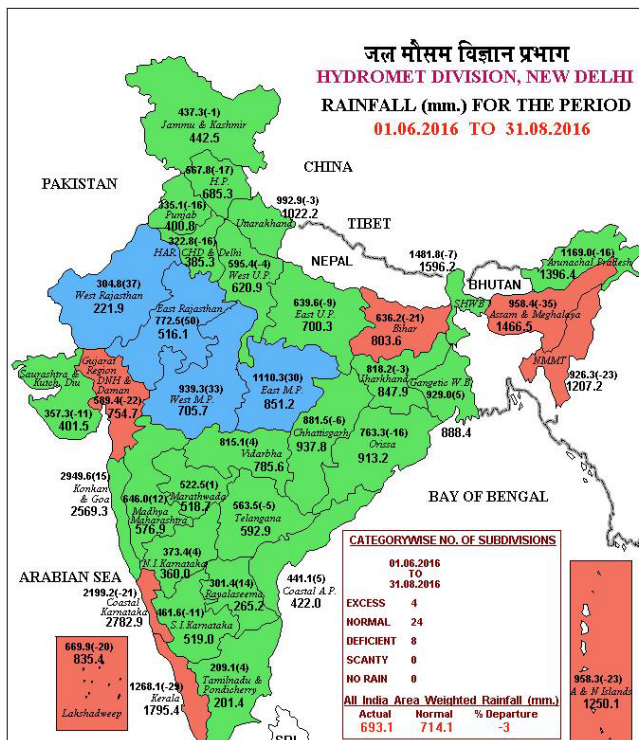 जल मौसम विज्ञान प्रभाग
HYDROMET DIVISION, NEW DELHI
RAINFALL (mm.) FOR THE PERIOD
01.06.2016 TO 31.08.2016
437.3(-1)
Jammu & Kashmir
442.5
CHINA
PAKISTAN
567.8(-17)
H.P.
685.3
335.1(-16)
Punjab
400.8
992.9(-3)
1022.2
Uttarakhand
TIBET
322.8(-16)
HAR. CHD & Delhi
385.3
NEPAL
595.4(-4)
West U.P.
620.9
1481.8(-7)
1596.2
BHUTAN
1169.0(-16)
Arunachal Pradesh
1396.4
304.8(37)
West Rajasthan
221.9
East Rajasthan
772.5(50)
516.1
639.6(-9)
East U.P.
700.3
636.2(-21)
Bihar
803.6
SHWB
958.4(-35)
Assam & Meghalaya
1466.5
NMMT
926.3(-23)
1207.2
Saurashtra &
Kutch, Diu
357.3(-11)
401.5
Gujarat
Region
DNH &
Daman
589.4(-22)
754.7
939.3(33)
West M.P.
705.7
1110.3(30)
East M.P.
851.2
818.2(-3)
Jharkhand
847.9
Gangetic W.B.
929.0(5)
888.4
881.5(-6)
Chhattisgarh
937.8
763.3(-16)
Orissa
913.2
815.1(4)
Vidarbha
785.6
2949.6(15)
Konkan
& Goa
2569.3
646.0(12)
Madhya
Maharashtra
576.9
522.5(1)
Marathwada
518.7
563.5(-5)
Telangana
592.9
BAY OF BENGAL
ARABIAN SEA
373.4(4)
N.I.Karnataka
360.0
301.4(14)
Rayalaseema
265.2
441.1(5)
Coastal A.P.
422.0
2199.2(-21)
Coastal
Karnataka
2782.9
461.6(-11)
S.I.Karnataka
519.0
669.9(-20)
835.4
Lakshadweep
1268.1(-29)
Kerala
1795.4
209.1(4)
Tamilnadu &
Pondicherry
201.4
CATEGORYWISE NO. OF SUBDIVISIONS
01.06.2016
TO
31.08.2016
EXCESS 4
NORMAL 24
DEFICIENT 8
SCANTY 0
NO RAIN 0
All India Area Weighted Rainfall (mm.)
Actual Normal % Departure
693.1 714.1 -3
958.3(-23)
A & N Islands
1250.1